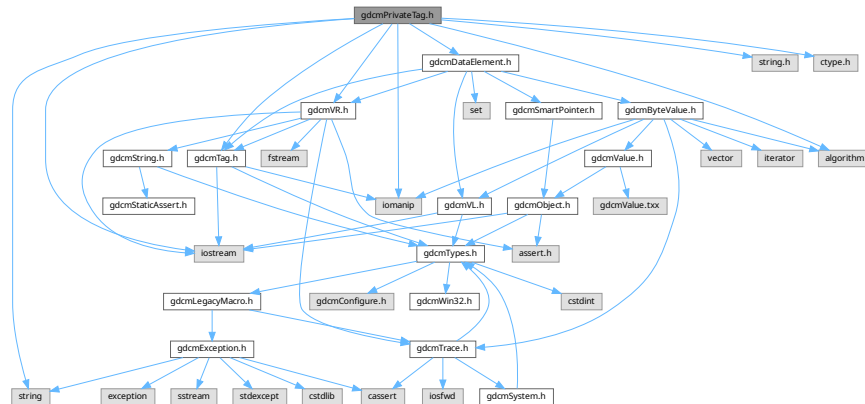 gdcmPrivateTag.h
gdcmDataElement.h
string.h
ctype.h
gdcmVR.h
set
gdcmSmartPointer.h
gdcmByteValue.h
gdcmString.h
gdcmTag.h
fstream
gdcmValue.h
vector
iterator
algorithm
gdcmStaticAssert.h
iomanip
gdcmVL.h
gdcmObject.h
gdcmValue.txx
iostream
gdcmTypes.h
assert.h
gdcmLegacyMacro.h
gdcmConfigure.h
gdcmWin32.h
cstdint
gdcmException.h
gdcmTrace.h
string
exception
sstream
stdexcept
cstdlib
cassert
iosfwd
gdcmSystem.h